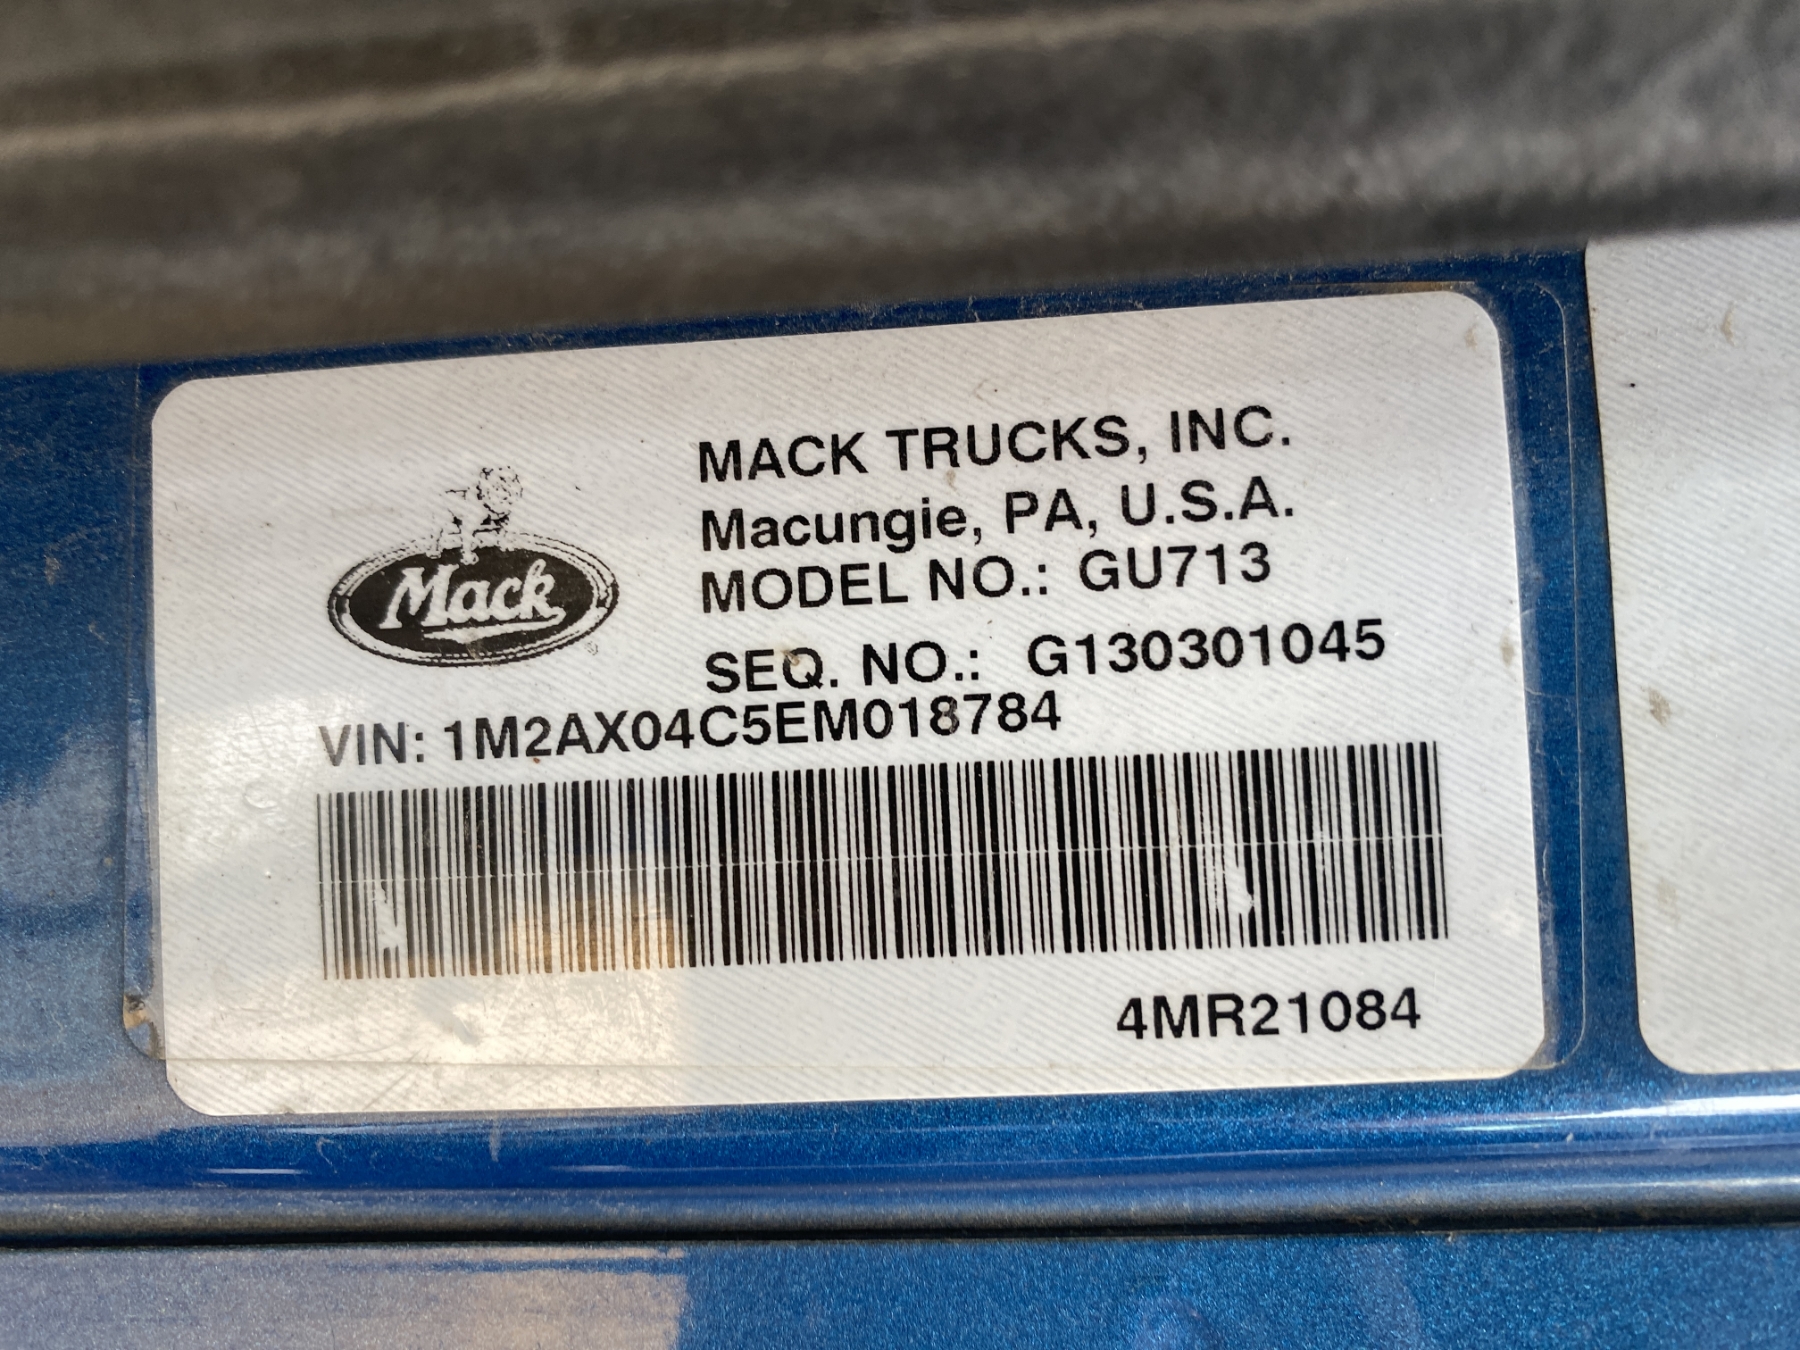 MACK TRUCKS, INC.
Macungie, PA, U.S.A.
MODEL NO.: GU713
Mack
SEQ. NO.: G130301045
VIN: 1M2AX04C5EM018784
4MR21084